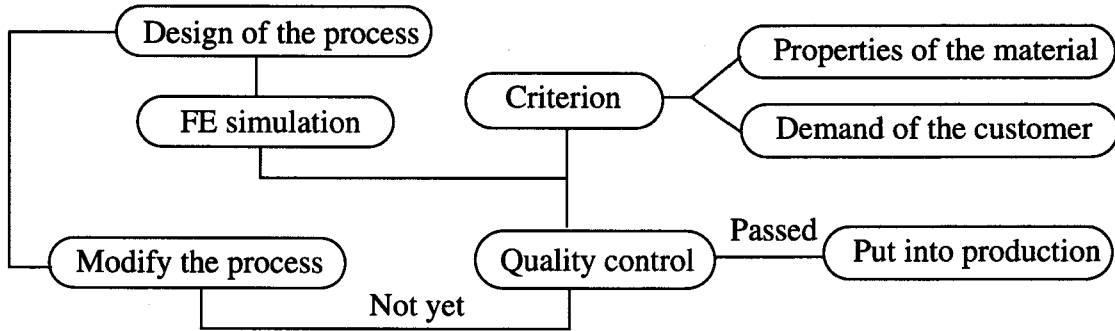 Design of the process
Properties of the material
Criterion
FE simulation
Demand of the customer
Passed
Modify the process
Quality control
Put into production
Not yet